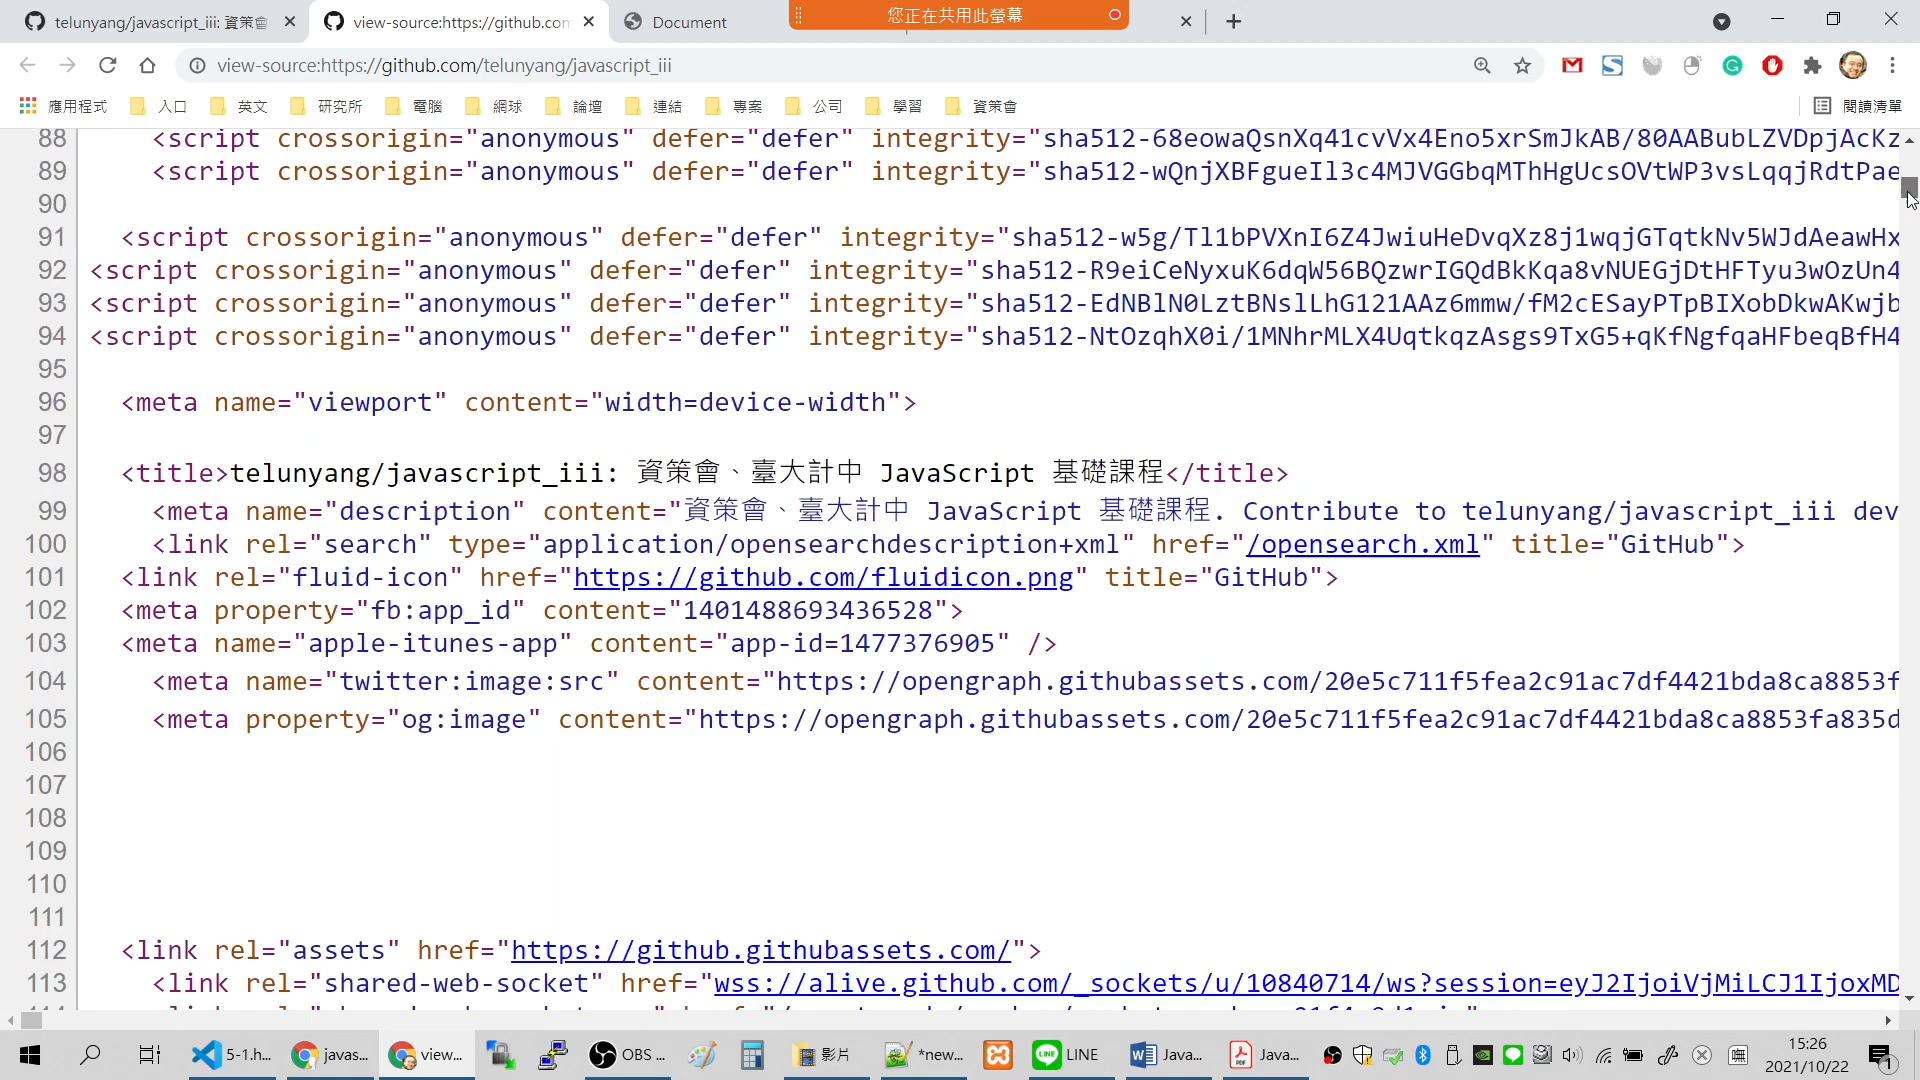 telunyang/javascript_iii: 資策會
view-source:https://github.com
Document
您正在共用此螢幕
view-source:https://github.com/telunyang/javascript_iii
應用程式 入口 英文 研究所 電腦 網球 論壇 連結 專案 公司 學習 資策會 閱讀清單
88 <script crossorigin="anonymous" defer="defer" integrity="sha512-68eowaQsnXq41cvVx4Eno5xrSmJkAB/80AABubLZVDpjAcKz
89 <script crossorigin="anonymous" defer="defer" integrity="sha512-wQnjXBFgueIl3c4MJVGGbqMThHgUcsOVtWP3vsLqqjRdtPae
90
91 <script crossorigin="anonymous" defer="defer" integrity="sha512-w5g/Tl1bPVXnI6Z4JwiuHeDvqXz8j1wqjGTqtkNv5WJdAeawHx
92 <script crossorigin="anonymous" defer="defer" integrity="sha512-R9eiCeNyxuK6dqW56BQzwrIGQdBkKqa8vNUEGjDtHFTyu3wOzUn4
93 <script crossorigin="anonymous" defer="defer" integrity="sha512-EdNBlN0LztBNslLhG121AAz6mmw/fM2cESayPTpBIXobDkwAKwjb
94 <script crossorigin="anonymous" defer="defer" integrity="sha512-NtOzqhX0i/1MNhrMLX4UqtkqzAsgs9TxG5+qKfNgfqaHFbeqBfH4
95
96 <meta name="viewport" content="width=device-width">
97
98 <title>telunyang/javascript_iii: 資策會、臺大計中 JavaScript 基礎課程</title>
99 <meta name="description" content="資策會、臺大計中 JavaScript 基礎課程. Contribute to telunyang/javascript_iii dev
100 <link rel="search" type="application/opensearchdescription+xml" href="/opensearch.xml" title="GitHub">
101 <link rel="fluid-icon" href="https://github.com/fluidicon.png" title="GitHub">
102 <meta property="fb:app_id" content="1401488693436528">
103 <meta name="apple-itunes-app" content="app-id=1477376905" />
104 <meta name="twitter:image:src" content="https://opengraph.githubassets.com/20e5c711f5fea2c91ac7df4421bda8ca8853f
105 <meta property="og:image" content="https://opengraph.githubassets.com/20e5c711f5fea2c91ac7df4421bda8ca8853fa835d
106
107
108
109
110
111
112 <link rel="assets" href="https://github.githubassets.com/">
113 <link rel="shared-web-socket" href="wss://alive.github.com/_sockets/u/10840714/ws?session=eyJ2IjoiVjMiLCJ1IjoxMD
5-1.h... javas... view... OBS ... 影片 *new... LINE Java... Java...
15:26
2021/10/22